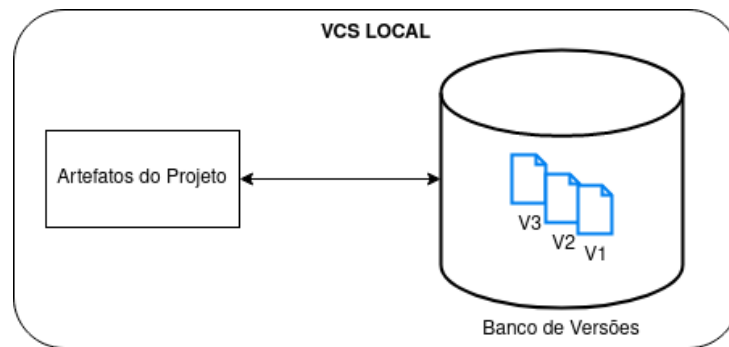 VCS LOCAL
Artefatos do Projeto
V3
V2
V1
Banco de Versões